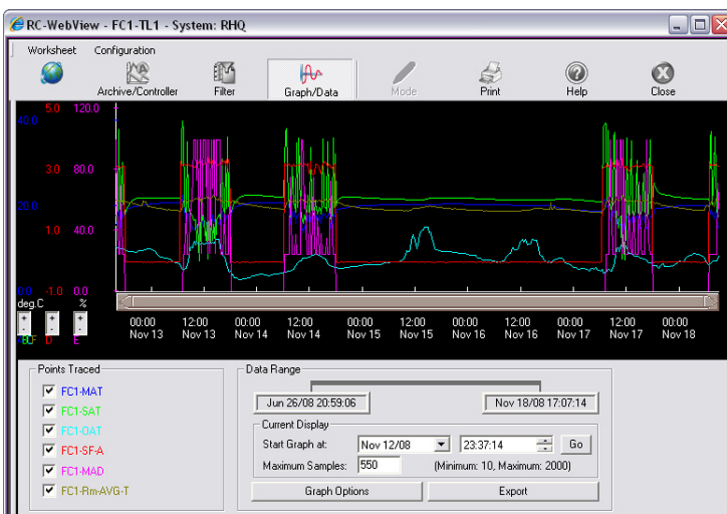 RC-WebView - FC1-TL1 - System: RHQ
Worksheet Configuration
Archive/Controller Filter Graph/Data Mode Print Help Close
40.0 5.0 120.0
3.0 80.0
20.0 1.0 40.0
0.0 -1.0 0.0
deg.C %
D E
00:00 12:00 00:00 12:00 00:00 12:00 00:00 12:00 00:00 12:00 00:00
Nov 13 Nov 13 Nov 14 Nov 14 Nov 15 Nov 15 Nov 16 Nov 16 Nov 17 Nov 17 Nov 18
Points Traced
FC1-MAT
FC1-SAT
FC1-OAT
FC1-SF-A
FC1-MAD
FC1-Rm-AVG-T
Data Range
Jun 26/08 20:59:06 Nov 18/08 17:07:14
Current Display
Start Graph at: Nov 12/08 23:37:14 Go
Maximum Samples: 550 (Minimum: 10, Maximum: 2000)
Graph Options Export